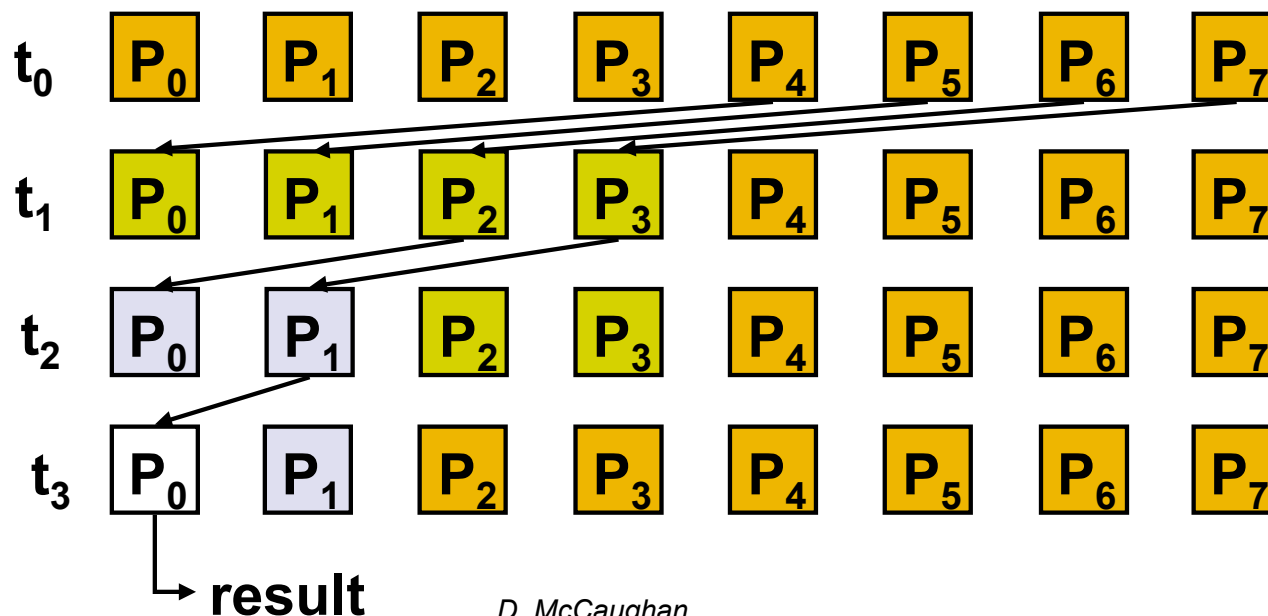 t₀ P₀ P₁ P₂ P₃ P₄ P₅ P₆ P₇
t₁ P₀ P₁ P₂ P₃ P₄ P₅ P₆ P₇
t₂ P₀ P₁ P₂ P₃ P₄ P₅ P₆ P₇
t₃ P₀ P₁ P₂ P₃ P₄ P₅ P₆ P₇
result
D. McCaughan